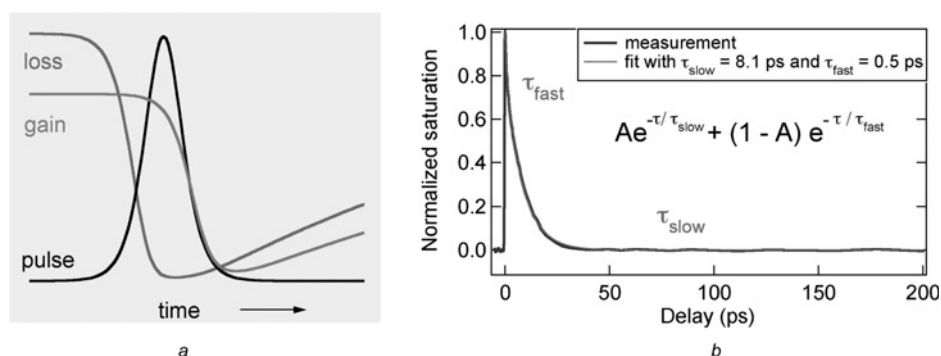 loss
gain
pulse
time
a
Normalized saturation
1.0
0.8
0.6
0.4
0.2
0.0
measurement
fit with τslow = 8.1 ps and τfast = 0.5 ps
τfast
Ae-τ/τslow + (1 - A) e-τ/τfast
τslow
0
50
100
150
200
Delay (ps)
b